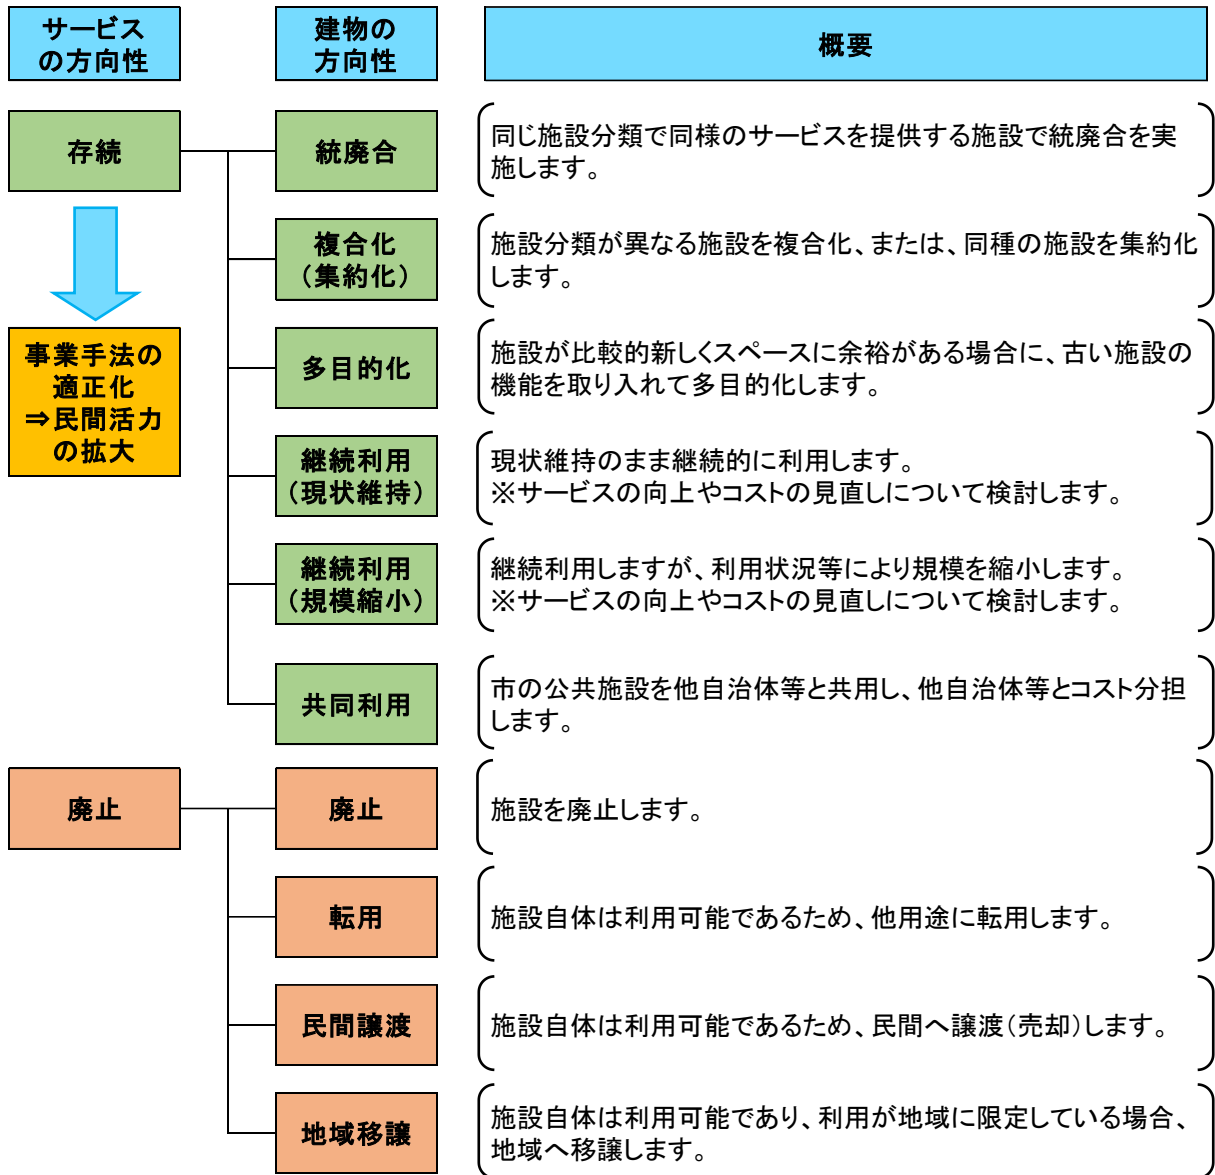 サービス
の方向性
建物の
方向性
概要
存続
統廃合
同じ施設分類で同様のサービスを提供する施設で統廃合を実
施します。
複合化
(集約化)
施設分類が異なる施設を複合化、または、同種の施設を集約化
します。
事業手法の
適正化
⇒民間活力
の拡大
多目的化
施設が比較的新しくスペースに余裕がある場合に、古い施設の
機能を取り入れて多目的化します。
継続利用
(現状維持)
現状維持のまま継続的に利用します。
※サービスの向上やコストの見直しについて検討します。
継続利用
(規模縮小)
継続利用しますが、利用状況等により規模を縮小します。
※サービスの向上やコストの見直しについて検討します。
共同利用
市の公共施設を他自治体等と共用し、他自治体等とコスト分担
します。
廃止
廃止
施設を廃止します。
転用
施設自体は利用可能であるため、他用途に転用します。
民間譲渡
施設自体は利用可能であるため、民間へ譲渡(売却)します。
地域移譲
施設自体は利用可能であり、利用が地域に限定している場合、
地域へ移譲します。